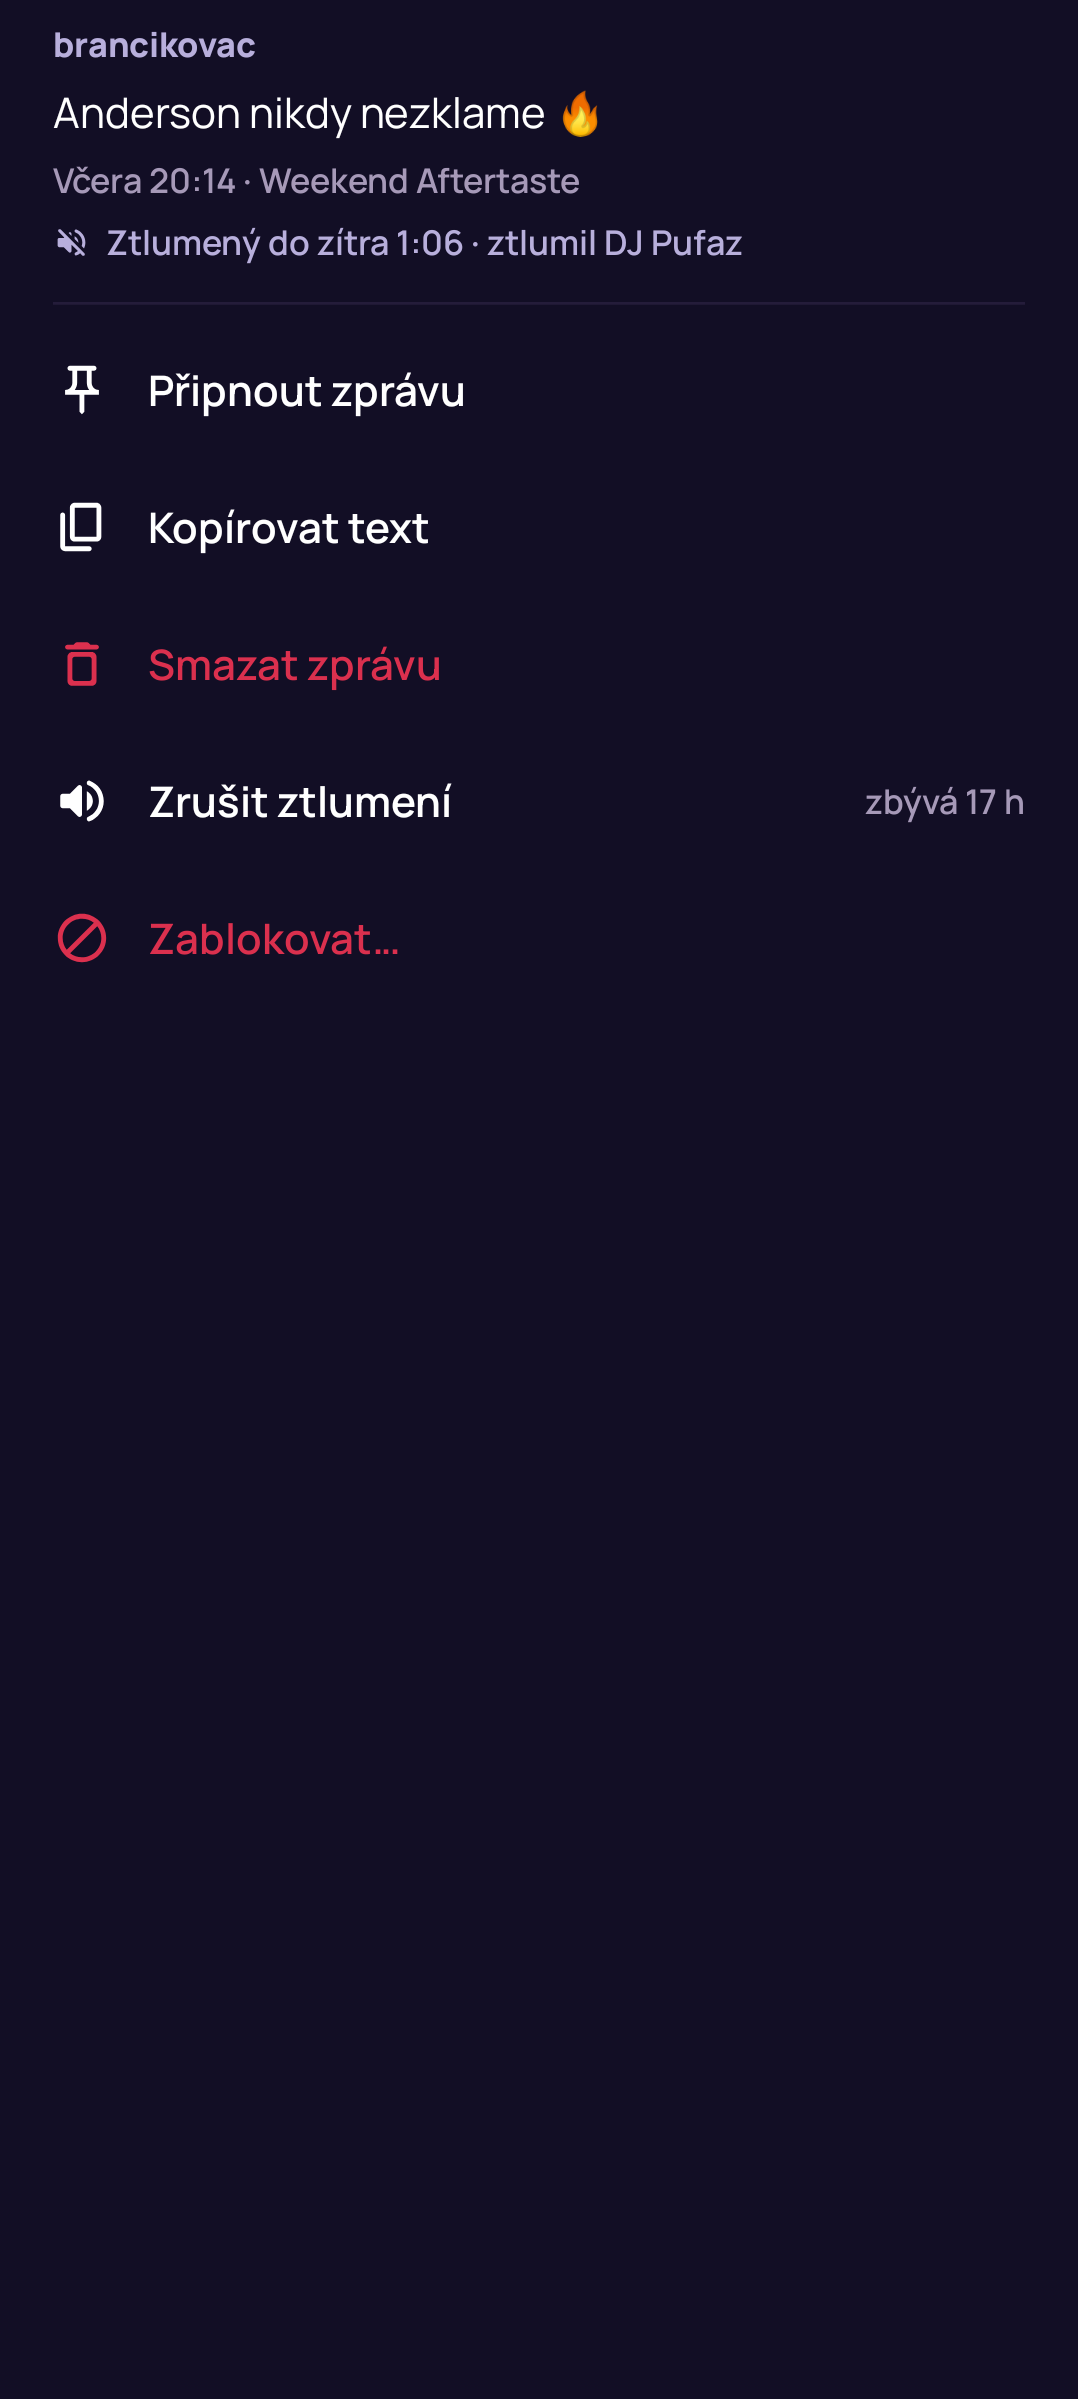 brancikovac
Anderson nikdy nezklame 🔥
Včera 20:14 · Weekend Aftertaste
Ztlumený do zítra 1:06 · ztlumil DJ Pufaz
Připnout zprávu
Kopírovat text
Smazat zprávu
Zrušit ztlumení zbývá 17 h
Zablokovat…